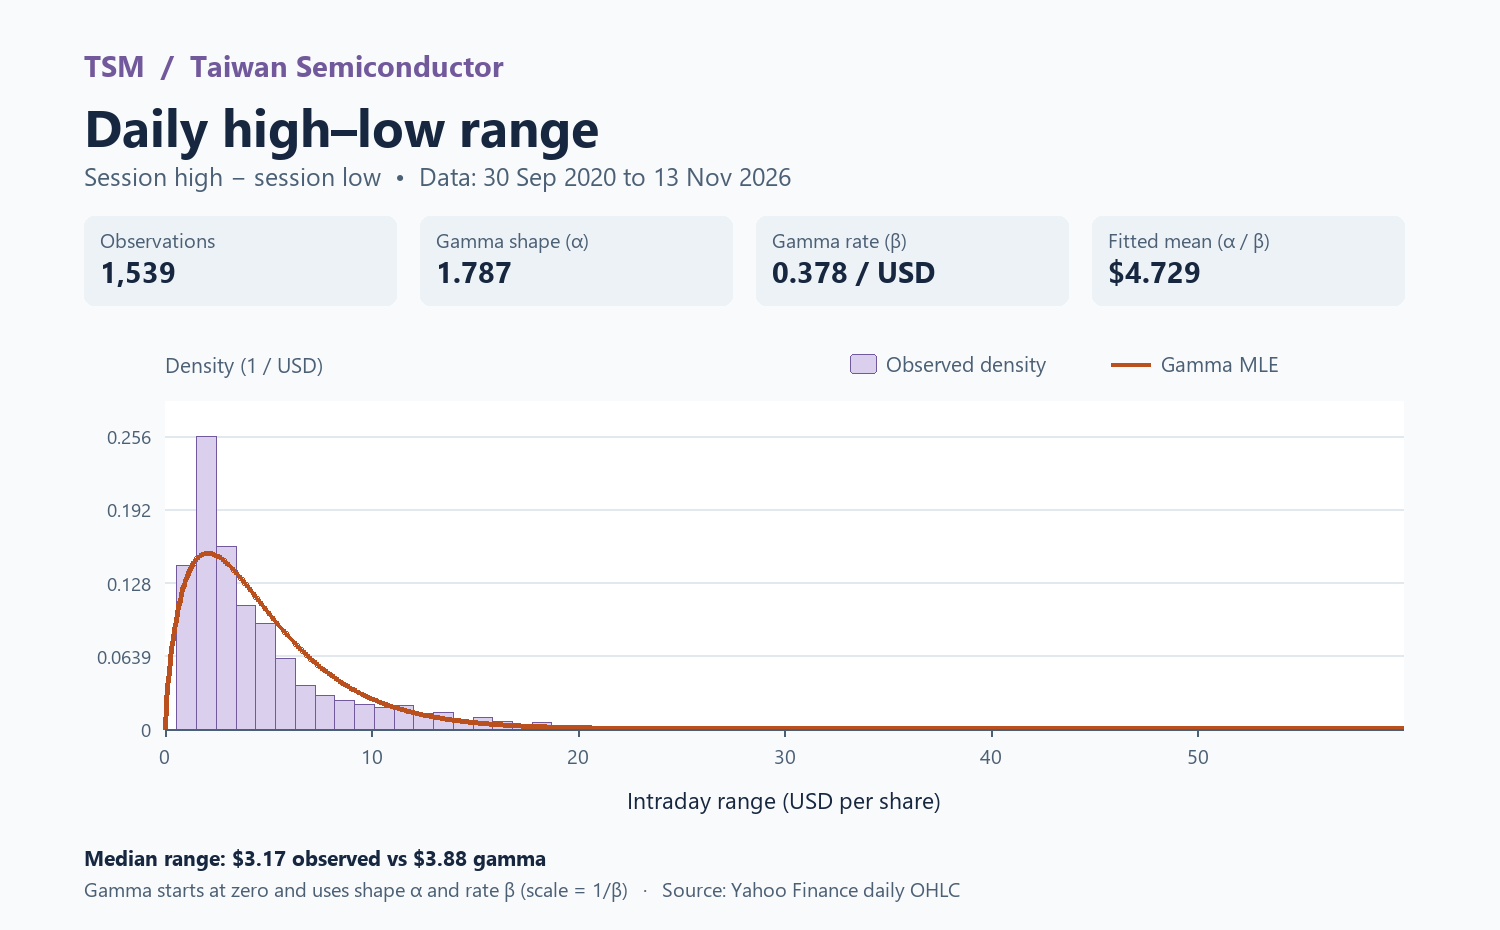 TSM / Taiwan Semiconductor
Daily high–low range
Session high − session low • Data: 30 Sep 2020 to 13 Nov 2026
Observations
1,539
Gamma shape (α)
1.787
Gamma rate (β)
0.378 / USD
Fitted mean (α / β)
$4.729
Density (1 / USD)
Observed density
Gamma MLE
0.256
0.192
0.128
0.0639
0
0
10
20
30
40
50
Intraday range (USD per share)
Median range: $3.17 observed vs $3.88 gamma
Gamma starts at zero and uses shape α and rate β (scale = 1/β) · Source: Yahoo Finance daily OHLC